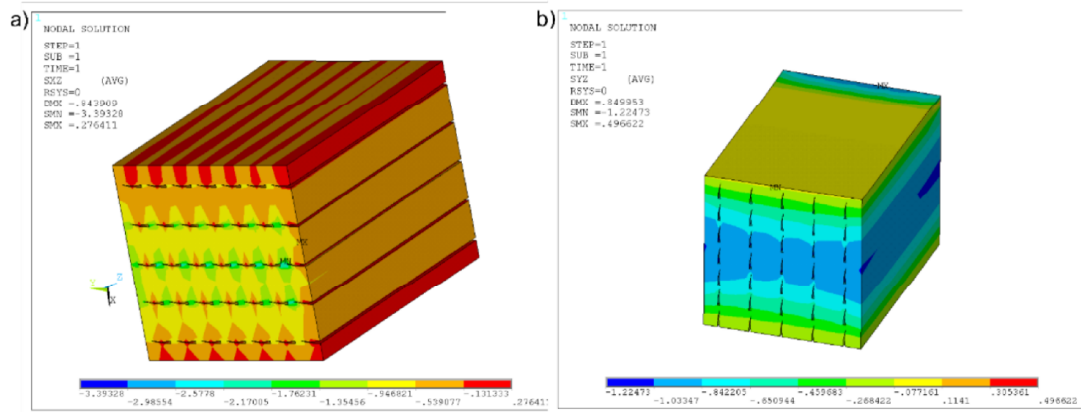 a)
1
NODAL SOLUTION
STEP=1
SUB =1
TIME=1
SXZ (AVG)
RSYS=0
DMX =.843909
SMN =-3.39328
SMX =.276411
MX
MN
Y
Z
X
-3.39328 -2.5778 -1.76231 -.946821 -.131333
-2.98554 -2.17005 -1.35456 -.539077 .27641
b)
1
NODAL SOLUTION
STEP=1
SUB =1
TIME=1
SYZ (AVG)
RSYS=0
DMX =.849953
SMN =-1.22473
SMX =.496622
MX
MN
-1.22473 -.842205 -.459683 -.077161 .305361
-1.03347 -.650944 -.268422 .1141 .496622